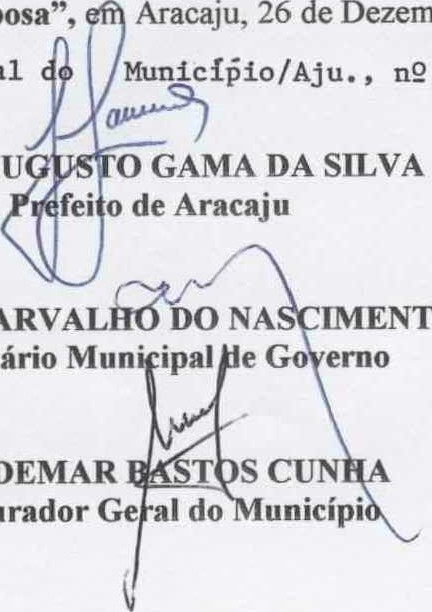 bosa”, em Aracaju, 26 de Dezem
al do Município/Aju., nº
UGUSTO GAMA DA SILVA
Prefeito de Aracaju
ARVALHO DO NASCIMENT
ário Municipal de Governo
DEMAR BASTOS CUNHA
urador Geral do Município